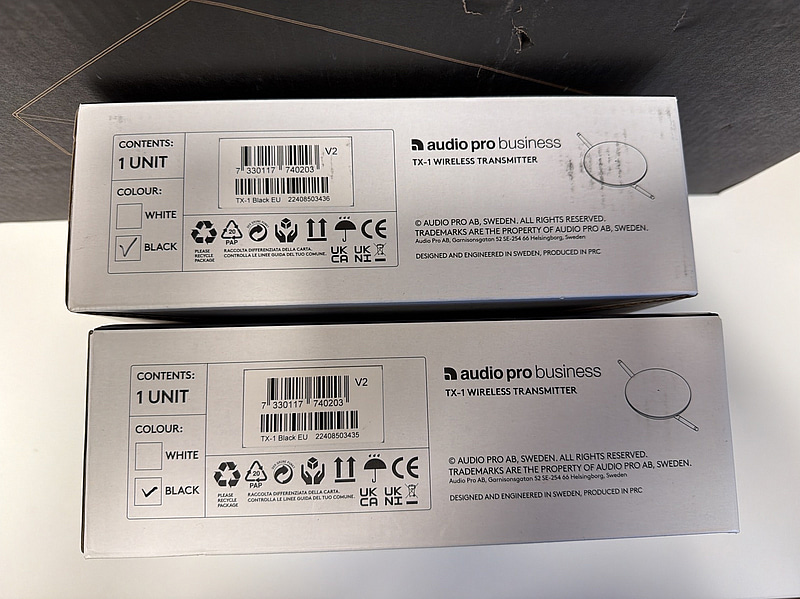 CONTENTS:
1 UNIT
COLOUR:
WHITE
BLACK
V2
7 330117 740203
TX-1 Black EU 22408503436
PLEASE
RECYCLE
PACKAGE
20
PAP
RACCOLTA DIFFERENZIATA DELLA CARTA.
CONTROLLA LE LINEE GUIDA DEL TUO COMUNE.
CE
UK
CA
UK
NI
audio pro business
TX-1 WIRELESS TRANSMITTER
© AUDIO PRO AB, SWEDEN. ALL RIGHTS RESERVED.
TRADEMARKS ARE THE PROPERTY OF AUDIO PRO AB, SWEDEN.
Audio Pro AB, Garnisonsgatan 52 SE-254 66 Helsingborg, Sweden
DESIGNED AND ENGINEERED IN SWEDEN, PRODUCED IN PRC
CONTENTS:
1 UNIT
COLOUR:
WHITE
BLACK
V2
7 330117 740203
TX-1 Black EU 22408503435
PLEASE
RECYCLE
PACKAGE
20
PAP
RACCOLTA DIFFERENZIATA DELLA CARTA.
CONTROLLA LE LINEE GUIDA DEL TUO COMUNE.
CE
UK
CA
UK
NI
audio pro business
TX-1 WIRELESS TRANSMITTER
© AUDIO PRO AB, SWEDEN. ALL RIGHTS RESERVED.
TRADEMARKS ARE THE PROPERTY OF AUDIO PRO AB, SWEDEN.
Audio Pro AB, Garnisonsgatan 52 SE-254 66 Helsingborg, Sweden
DESIGNED AND ENGINEERED IN SWEDEN, PRODUCED IN PRC